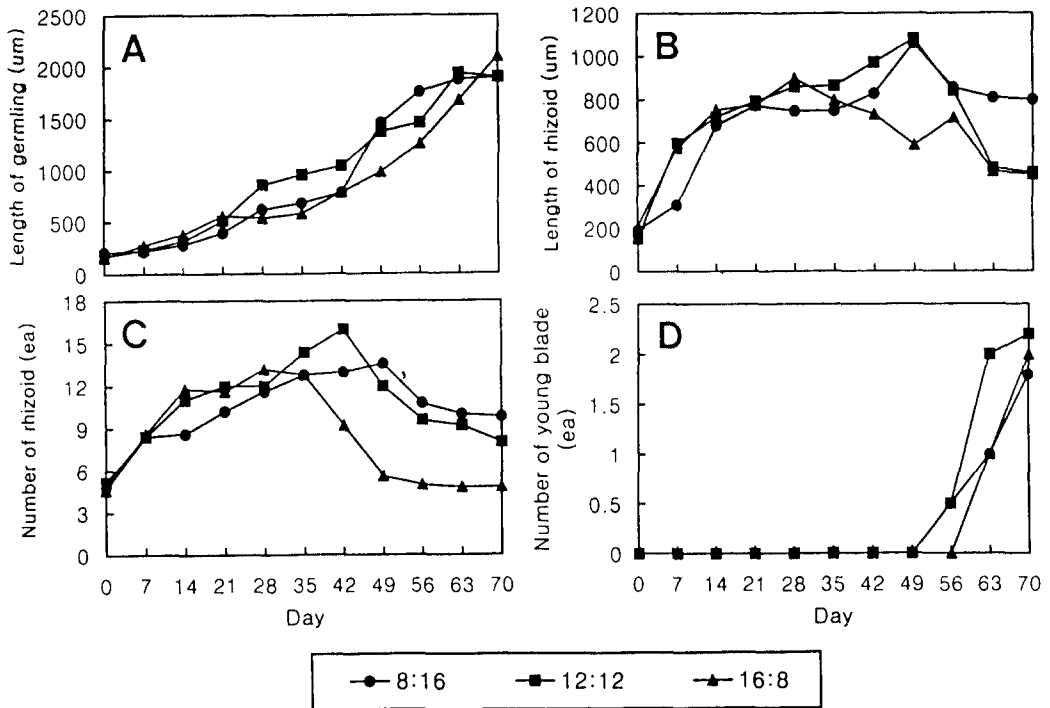 A
Length of germling (um)
2500
2000
1500
1000
500
0
B
Length of rhizoid (um)
1200
1000
800
600
400
200
0
C
Number of rhizoid (ea)
18
15
12
9
6
3
0
0 7 14 21 28 35 42 49 56 63 70
Day
D
Number of young blade
(ea)
2.5
2
1.5
1
0.5
0
0 7 14 21 28 35 42 49 56 63 70
Day
8:16 12:12 16:8